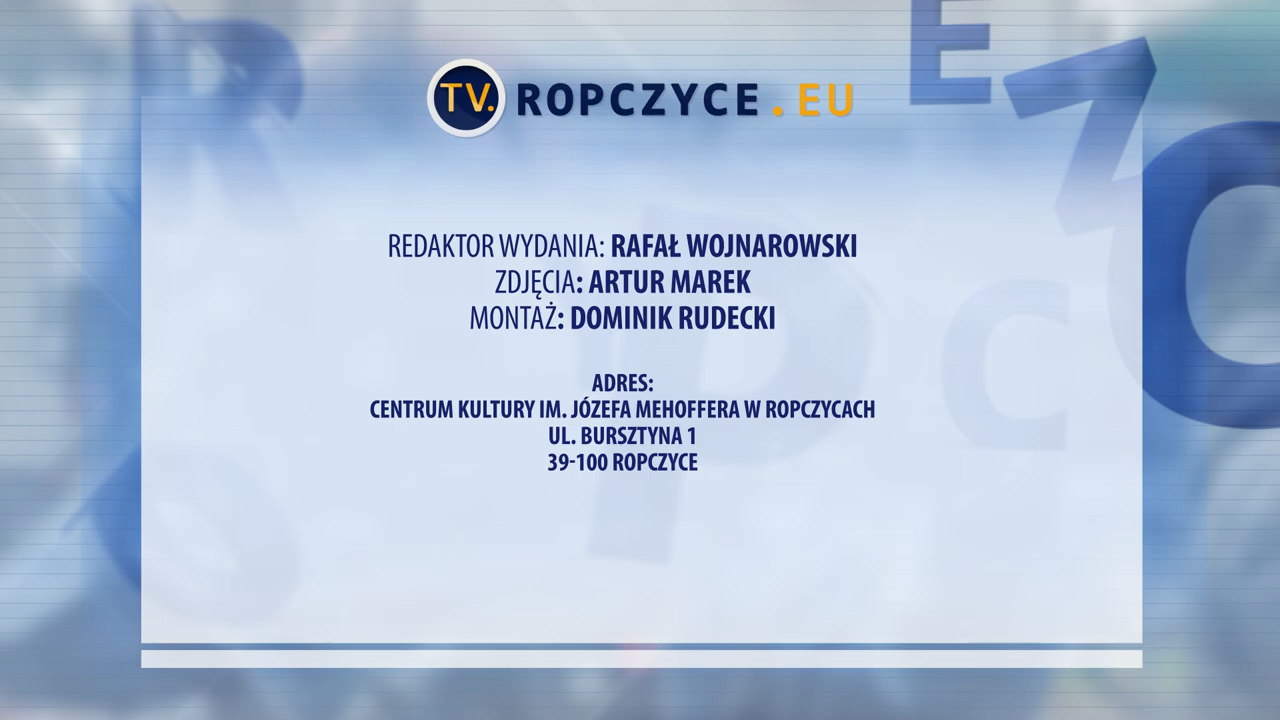 TV. ROPCZYCE.EU
REDAKTOR WYDANIA: RAFAŁ WOJNAROWSKI
ZDJĘCIA: ARTUR MAREK
MONTAŻ: DOMINIK RUDECKI
ADRES:
CENTRUM KULTURY IM. JÓZEFA MEHOFFERA W ROPCZYCACH
UL. BURSZTYNA 1
39-100 ROPCZYCE